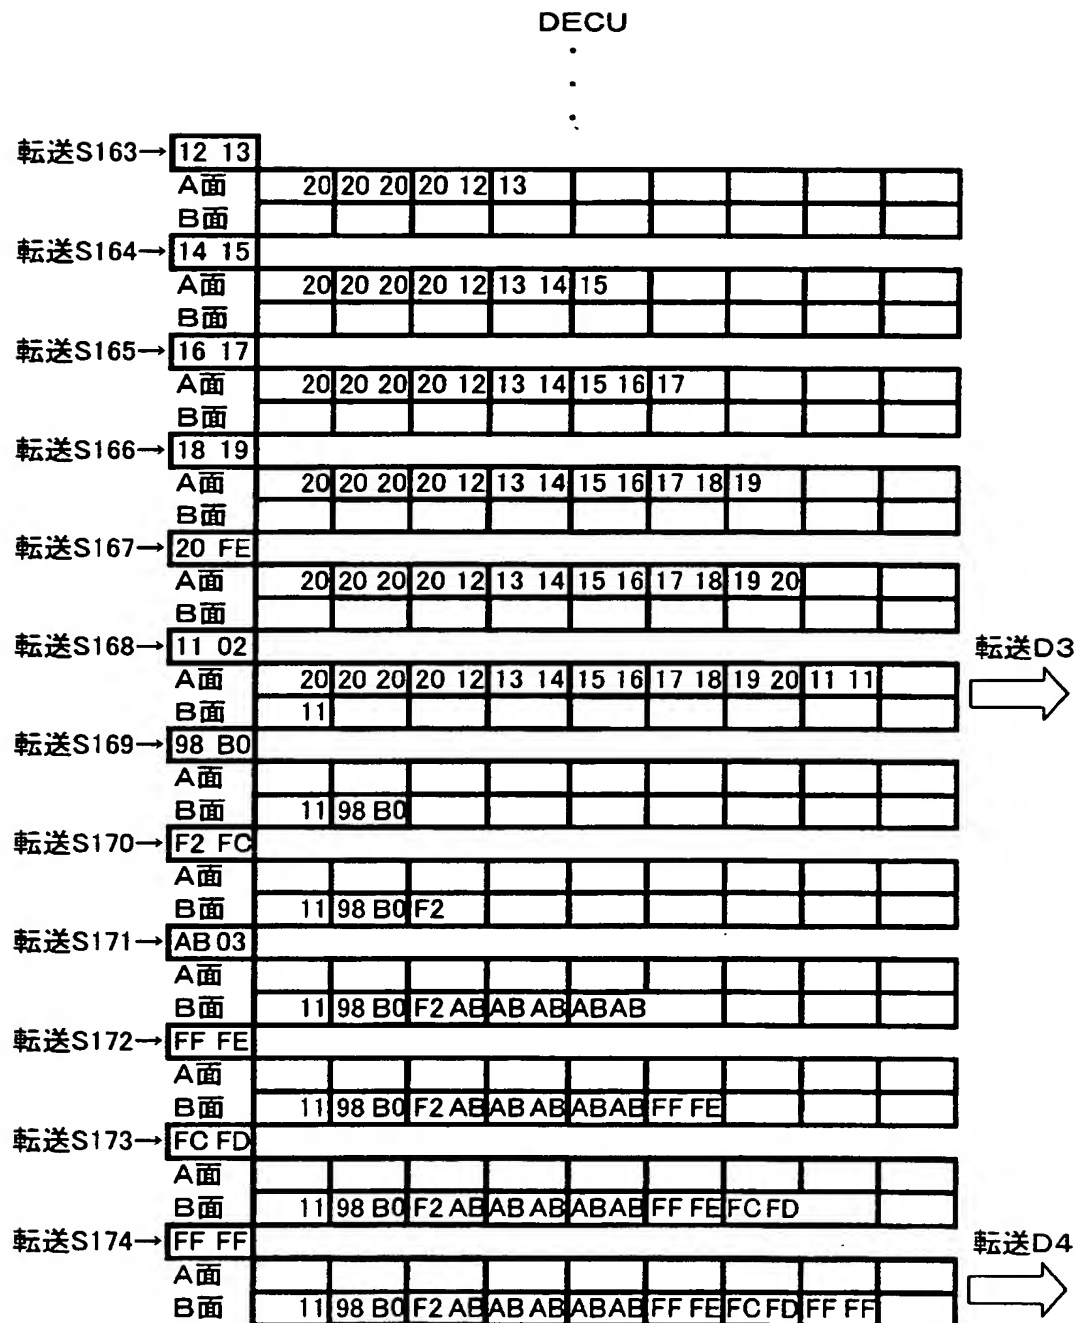 DECU
転送S163→ 12 13
A面 20 20 20 20 12 13
B面
転送S164→ 14 15
A面 20 20 20 20 12 13 14 15
B面
転送S165→ 16 17
A面 20 20 20 20 12 13 14 15 16 17
B面
転送S166→ 18 19
A面 20 20 20 20 12 13 14 15 16 17 18 19
B面
転送S167→ 20 FE
A面 20 20 20 20 12 13 14 15 16 17 18 19 20
B面
転送S168→ 11 02 転送D3
A面 20 20 20 20 12 13 14 15 16 17 18 19 20 11 11
B面 11
転送S169→ 98 B0
A面
B面 11 98 B0
転送S170→ F2 FC
A面
B面 11 98 B0 F2
転送S171→ AB 03
A面
B面 11 98 B0 F2 AB AB AB AB AB
転送S172→ FF FE
A面
B面 11 98 B0 F2 AB AB AB AB AB FF FE
転送S173→ FC FD
A面
B面 11 98 B0 F2 AB AB AB AB AB FF FE FC FD
転送S174→ FF FF 転送D4
A面
B面 11 98 B0 F2 AB AB AB AB AB FF FE FC FD FF FF